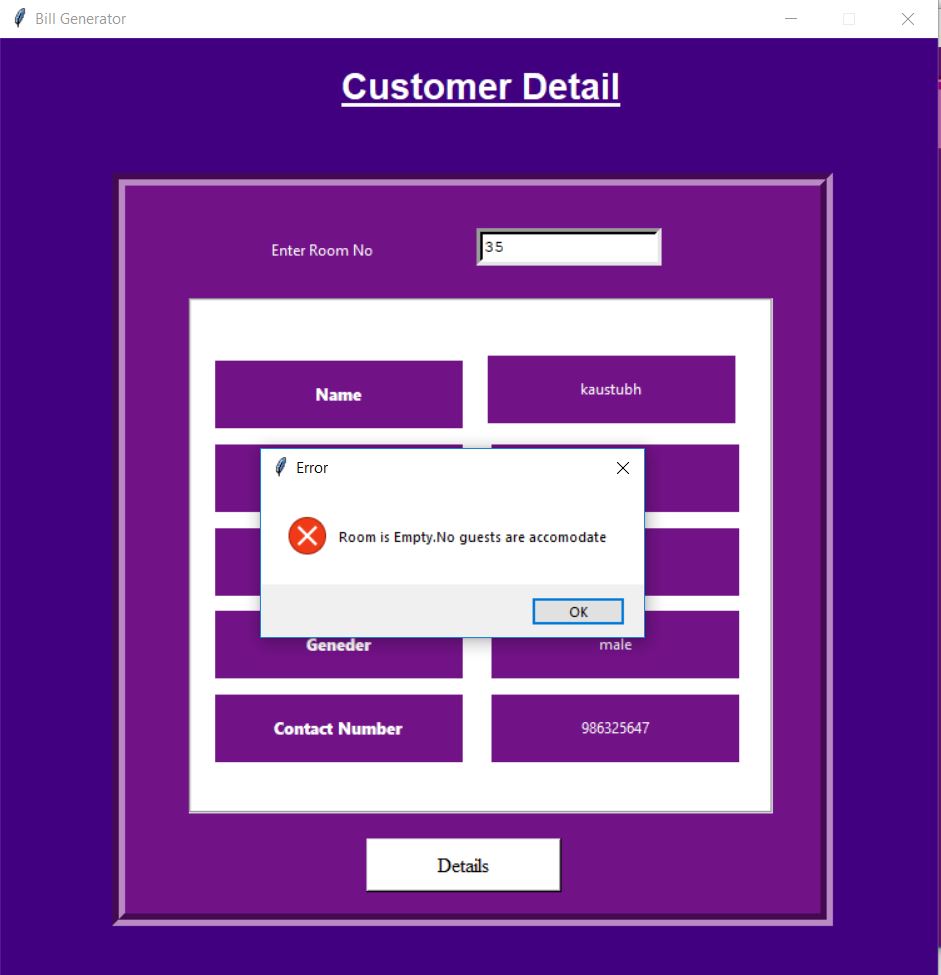 Bill Generator
Customer Detail
Enter Room No
35
Name
kaustubh
Error
Room is Empty.No guests are accomodate
OK
Geneder
male
Contact Number
986325647
Details